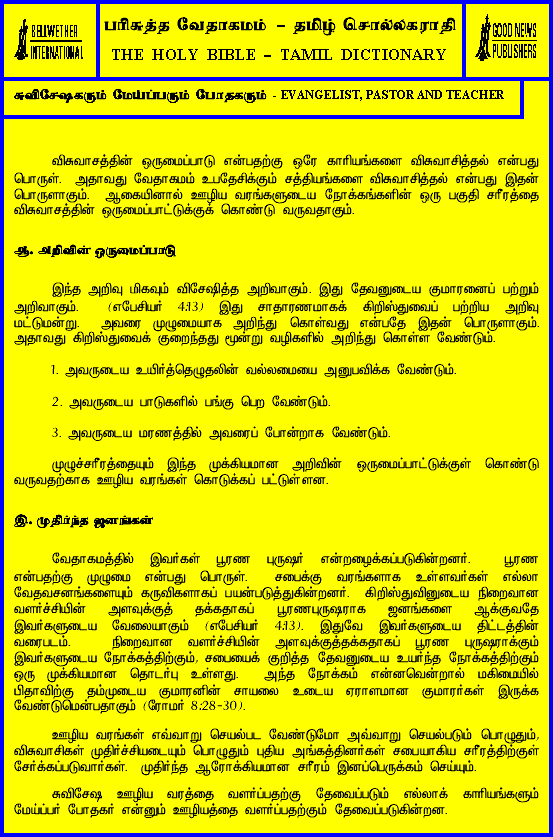 BELLWETHER
INTERNATIONAL
பரிசுத்த வேதாகமம் - தமிழ் சொல்லகராதி
THE HOLY BIBLE - TAMIL DICTIONARY
GOOD NEWS
PUBLISHERS
சுவிசேஷகரும் மேய்ப்பரும் போதகரும் - EVANGELIST, PASTOR AND TEACHER
விசுவாசத்தின் ஒருமைப்பாடு என்பதற்கு ஒரே காரியங்களை விசுவாசித்தல் என்பது
பொருள். அதாவது வேதாகமம் உபதேசிக்கும் சத்தியங்களை விசுவாசித்தல் என்பது இதன்
பொருளாகும். ஆகையினால் ஊழிய வரங்களுடைய நோக்கங்களின் ஒரு பகுதி சரீரத்தை
விசுவாசத்தின் ஒருமைப்பாட்டுக்குக் கொண்டு வருவதாகும்.
ஆ. அறிவின் ஒருமைப்பாடு
இந்த அறிவு மிகவும் விசேஷித்த அறிவாகும். இது தேவனுடைய குமாரனைப் பற்றும்
அறிவாகும். (எபேசியர் 4:13) இது சாதாரணமாகக் கிறிஸ்துவைப் பற்றிய அறிவு
மட்டுமன்று. அவரை முழுமையாக அறிந்து கொள்வது என்பதே இதன் பொருளாகும்.
அதாவது கிறிஸ்துவைக் குறைந்தது மூன்று வழிகளில் அறிந்து கொள்ள வேண்டும்.
1. அவருடைய உயிர்த்தெழுதலின் வல்லமையை அனுபவிக்க வேண்டும்.
2. அவருடைய பாடுகளில் பங்கு பெற வேண்டும்.
3. அவருடைய மரணத்தில் அவரைப் போன்றாக வேண்டும்.
முழுச்சரீரத்தையும் இந்த முக்கியமான அறிவின் ஒருமைப்பாட்டுக்குள் கொண்டு
வருவதற்காக ஊழிய வரங்கள் கொடுக்கப் பட்டுள்ளன.
இ. முதிர்ந்த ஜனங்கள்
வேதாகமத்தில் இவர்கள் பூரண புருஷர் என்றழைக்கப்படுகின்றனர். பூரண
என்பதற்கு முழுமை என்பது பொருள். சபைக்கு வரங்களாக உள்ளவர்கள் எல்லா
வேதவசனங்களையும் கருவிகளாகப் பயன்படுத்துகின்றனர். கிறிஸ்துவினுடைய நிறைவான
வளர்ச்சியின் அளவுக்குத் தக்கதாகப் பூரணபுருஷராக ஜனங்களை ஆக்குவதே
இவர்களுடைய வேலையாகும் (எபேசியர் 4:13). இதுவே இவர்களுடைய திட்டத்தின்
வரைபடம். நிறைவான வளர்ச்சியின் அளவுக்குத்தக்கதாகப் பூரண புருஷராக்கும்
இவர்களுடைய நோக்கத்திற்கும், சபையைக் குறித்த தேவனுடைய உயர்ந்த நோக்கத்திற்கும்
ஒரு முக்கியமான தொடர்பு உள்ளது. அந்த நோக்கம் என்னவென்றால் மகிமையில்
பிதாவிற்கு தம்முடைய குமாரனின் சாயலை உடைய ஏராளமான குமாரர்கள் இருக்க
வேண்டுமென்பதாகும் (ரோமர் 8:28-30).
ஊழிய வரங்கள் எவ்வாறு செயல்பட வேண்டுமோ அவ்வாறு செயல்படும் பொழுதும்,
விசுவாசிகள் முதிர்ச்சியடையும் பொழுதும் புதிய அங்கத்தினர்கள் சபையாகிய சரீரத்திற்குள்
சேர்க்கப்படுவார்கள். முதிர்ந்த ஆரோக்கியமான சரீரம் இனப்பெருக்கம் செய்யும்.
சுவிசேஷ ஊழிய வரத்தை வளர்ப்பதற்கு தேவைப்படும் எல்லாக் காரியங்களும்
மேய்ப்பர் போதகர் என்னும் ஊழியத்தை வளர்ப்பதற்கும் தேவைப்படுகின்றன.